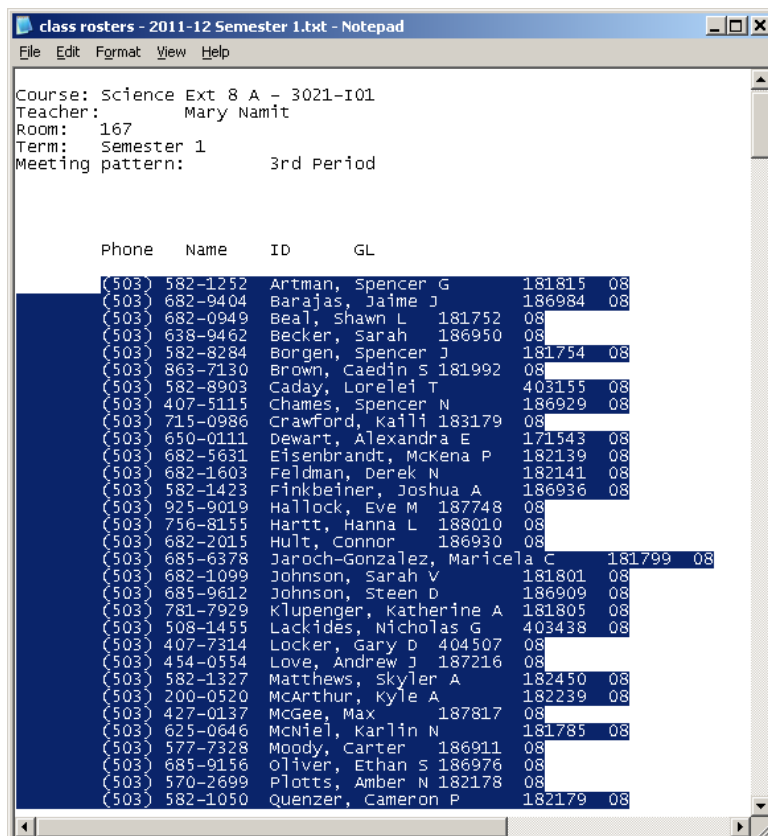 class rosters - 2011-12 Semester 1.txt - Notepad
File Edit Format View Help
Course: Science Ext 8 A - 3021-I01
Teacher: Mary Namit
Room: 167
Term: Semester 1
Meeting pattern: 3rd Period
Phone Name ID GL
(503) 582-1252 Artman, Spencer G 181815 08
(503) 682-9404 Barajas, Jaime J 186984 08
(503) 682-0949 Beal, Shawn L 181752 08
(503) 638-9462 Becker, Sarah 186950 08
(503) 582-8284 Borgen, Spencer J 181754 08
(503) 863-7130 Brown, Caedin S 181992 08
(503) 582-8903 Caday, Lorelei T 403155 08
(503) 407-5115 Chames, Spencer N 186929 08
(503) 715-0986 Crawford, Kaili 183179 08
(503) 650-0111 Dewart, Alexandra E 171543 08
(503) 682-5631 Eisenbrandt, McKena P 182139 08
(503) 682-1603 Feldman, Derek N 182141 08
(503) 582-1423 Finkbeiner, Joshua A 186936 08
(503) 925-9019 Hallock, Eve M 187748 08
(503) 756-8155 Hartt, Hanna L 188010 08
(503) 682-2015 Hult, Connor 186930 08
(503) 685-6378 Jaroch-Gonzalez, Maricela C 181799 08
(503) 682-1099 Johnson, Sarah V 181801 08
(503) 685-9612 Johnson, Steen D 186909 08
(503) 781-7929 Klupenger, Katherine A 181805 08
(503) 508-1455 Lackides, Nicholas G 403438 08
(503) 407-7314 Locker, Gary D 404507 08
(503) 454-0554 Love, Andrew J 187216 08
(503) 582-1327 Matthews, Skyler A 182450 08
(503) 200-0520 McArthur, Kyle A 182239 08
(503) 427-0137 McGee, Max 187817 08
(503) 625-0646 McNiel, Karlin N 181785 08
(503) 577-7328 Moody, Carter 186911 08
(503) 685-9156 Oliver, Ethan S 186976 08
(503) 570-2699 Plotts, Amber N 182178 08
(503) 582-1050 Quenzer, Cameron P 182179 08